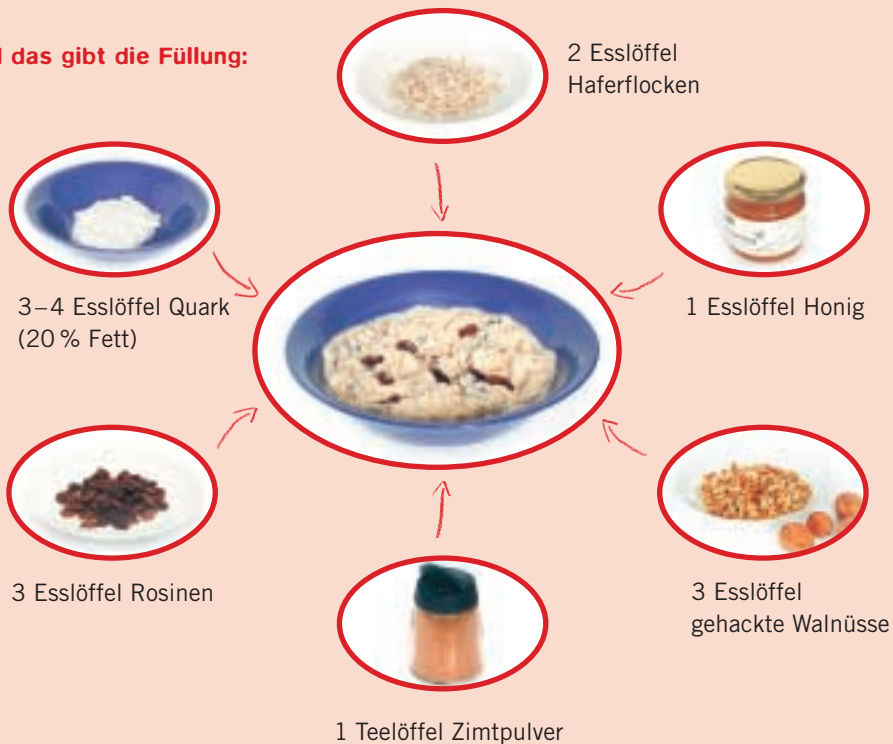 das gibt die Füllung:
2 Esslöffel
Haferflocken
3–4 Esslöffel Quark
(20 % Fett)
1 Esslöffel Honig
3 Esslöffel Rosinen
3 Esslöffel
gehackte Walnüsse
1 Teelöffel Zimtpulver